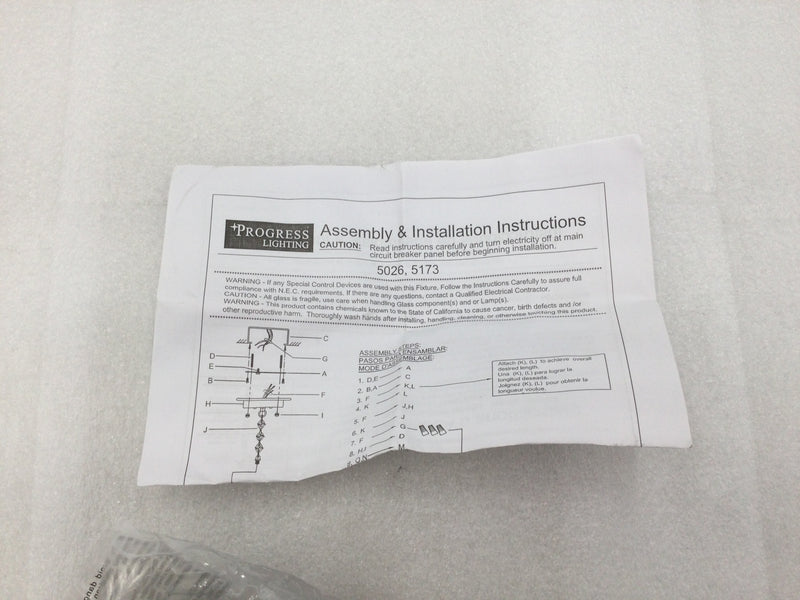 PROGRESS
LIGHTING
Assembly & Installation Instructions
CAUTION: Read instructions carefully and turn electricity off at main
circuit breaker panel before beginning installation.
5026, 5173
WARNING - If any Special Control Devices are used with this Fixture, Follow the Instructions Carefully to assure full
compliance with N.E.C. requirements. If there are any questions, contact a Qualified Electrical Contractor.
CAUTION - All glass is fragile, use care when handling Glass component(s) and or Lamp(s).
WARNING - This product contains chemicals known to the State of California to cause cancer, birth defects and/or
other reproductive harm. Thoroughly wash hands after installing, handling, cleaning, or otherwise touching this product.
C
G
D
E
A
B
F
H
I
J
ASSEMBLY STEPS:
1. D,E A
2. B,A C
3. F K,L
4. K L
5. F J,H
6. K J
7. F G
8. H,I D
M
Attach (K), (L) to achieve overall
desired length.
Una (K), (L) para lograr la
longitud deseada.
Joignez (K), (L) pour obtenir la
longueur voulue.